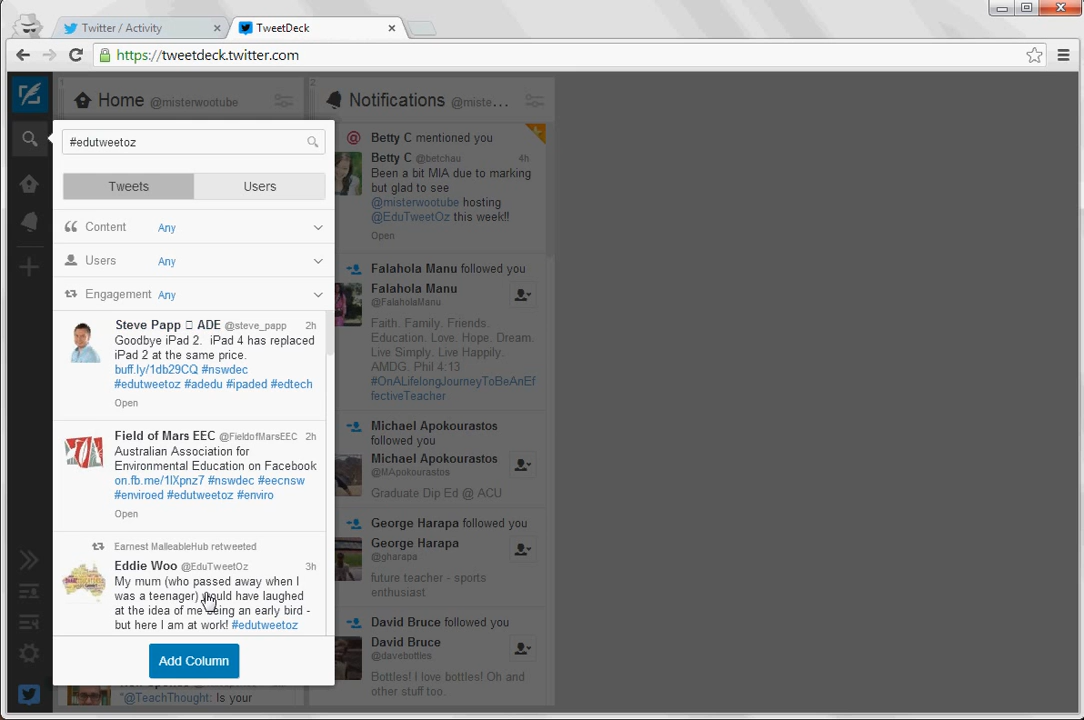 Twitter / Activity
TweetDeck
https://tweetdeck.twitter.com
1
Home @misterwootube
2
Notifications @miste...
#edutweetoz
Tweets
Users
Content Any
Users Any
Engagement Any
Steve Papp ADE @steve_papp 2h
Goodbye iPad 2. iPad 4 has replaced
iPad 2 at the same price.
buff.ly/1db29CQ #nswdec
#edutweetoz #adedu #ipaded #edtech
Open
Field of Mars EEC @FieldofMarsEEC 2h
Australian Association for
Environmental Education on Facebook
on.fb.me/1lXpnz7 #nswdec #eecnsw
#enviroed #edutweetoz #enviro
Open
Earnest MalleableHub retweeted
Eddie Woo @EduTweetOz 3h
My mum (who passed away when I
was a teenager) would have laughed
at the idea of me being an early bird -
but here I am at work! #edutweetoz
Add Column
"@TeachThought: Is your
Betty C mentioned you
Betty C @betchau 4h
Been a bit MIA due to marking
but glad to see
@misterwootube hosting
@EduTweetOz this week!!
Open
Falahola Manu followed you
Falahola Manu
@FalaholaManu.
Faith. Family. Friends.
Education. Love. Hope. Dream.
Live Simply. Live Happily.
AMDG. Phil 4:13
#OnALifelongJourneyToBeAnEf
fectiveTeacher
Michael Apokourastos
followed you
Michael Apokourastos
@MApokourastos
Graduate Dip Ed @ ACU
George Harapa followed you
George Harapa
@gharapa
future teacher - sports
enthusiast
David Bruce followed you
David Bruce
@davebottles
Bottles! I love bottles! Oh and
other stuff too.